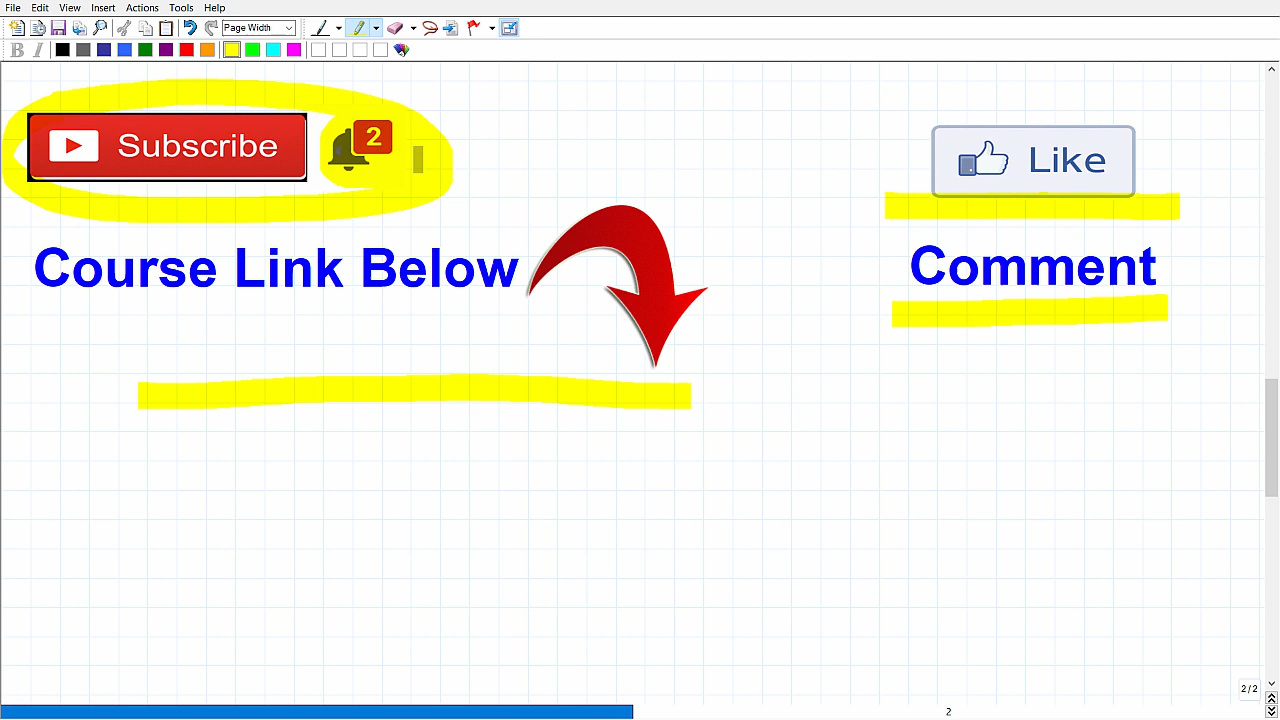 File Edit View Insert Actions Tools Help
Page Width
B I
Subscribe 2
Like
Course Link Below
Comment
2/2
2